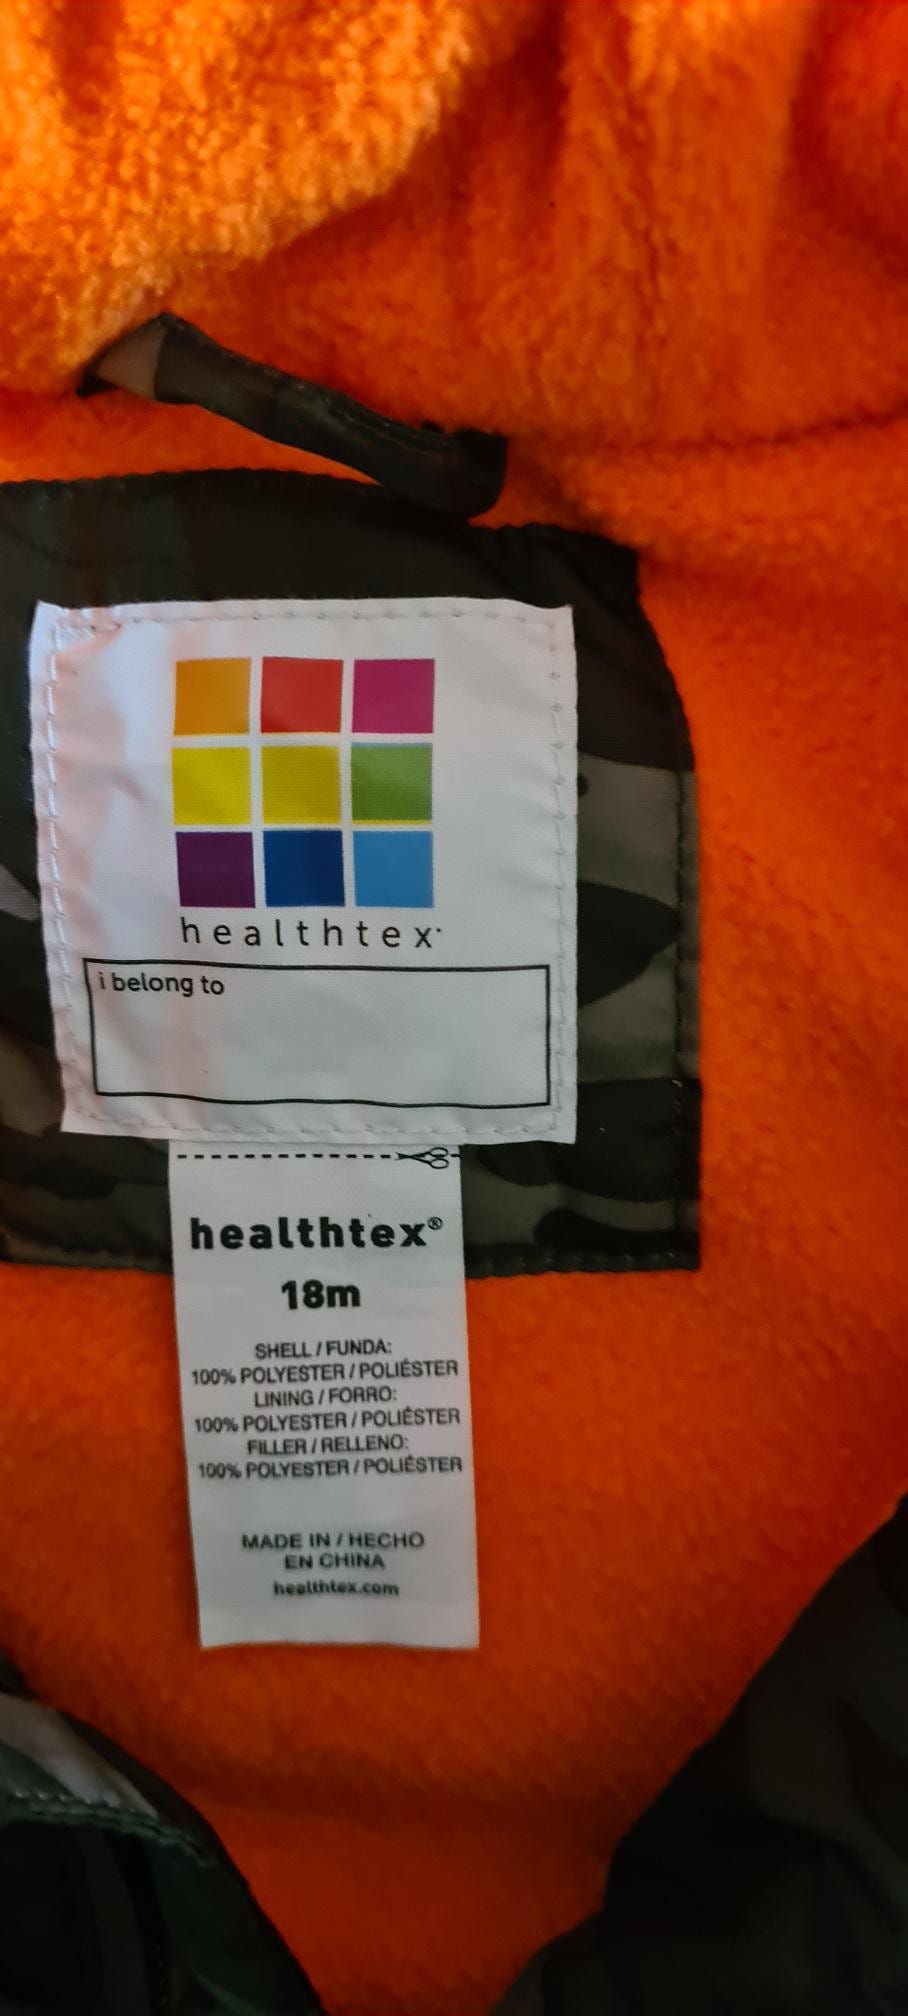 healthtex
i belong to
healthtex®
18m
SHELL / FUNDA:
100% POLYESTER / POLIÉSTER
LINING / FORRO:
100% POLYESTER / POLIÉSTER
FILLER / RELLENO:
100% POLYESTER / POLIÉSTER
MADE IN / HECHO
EN CHINA
healthtex.com